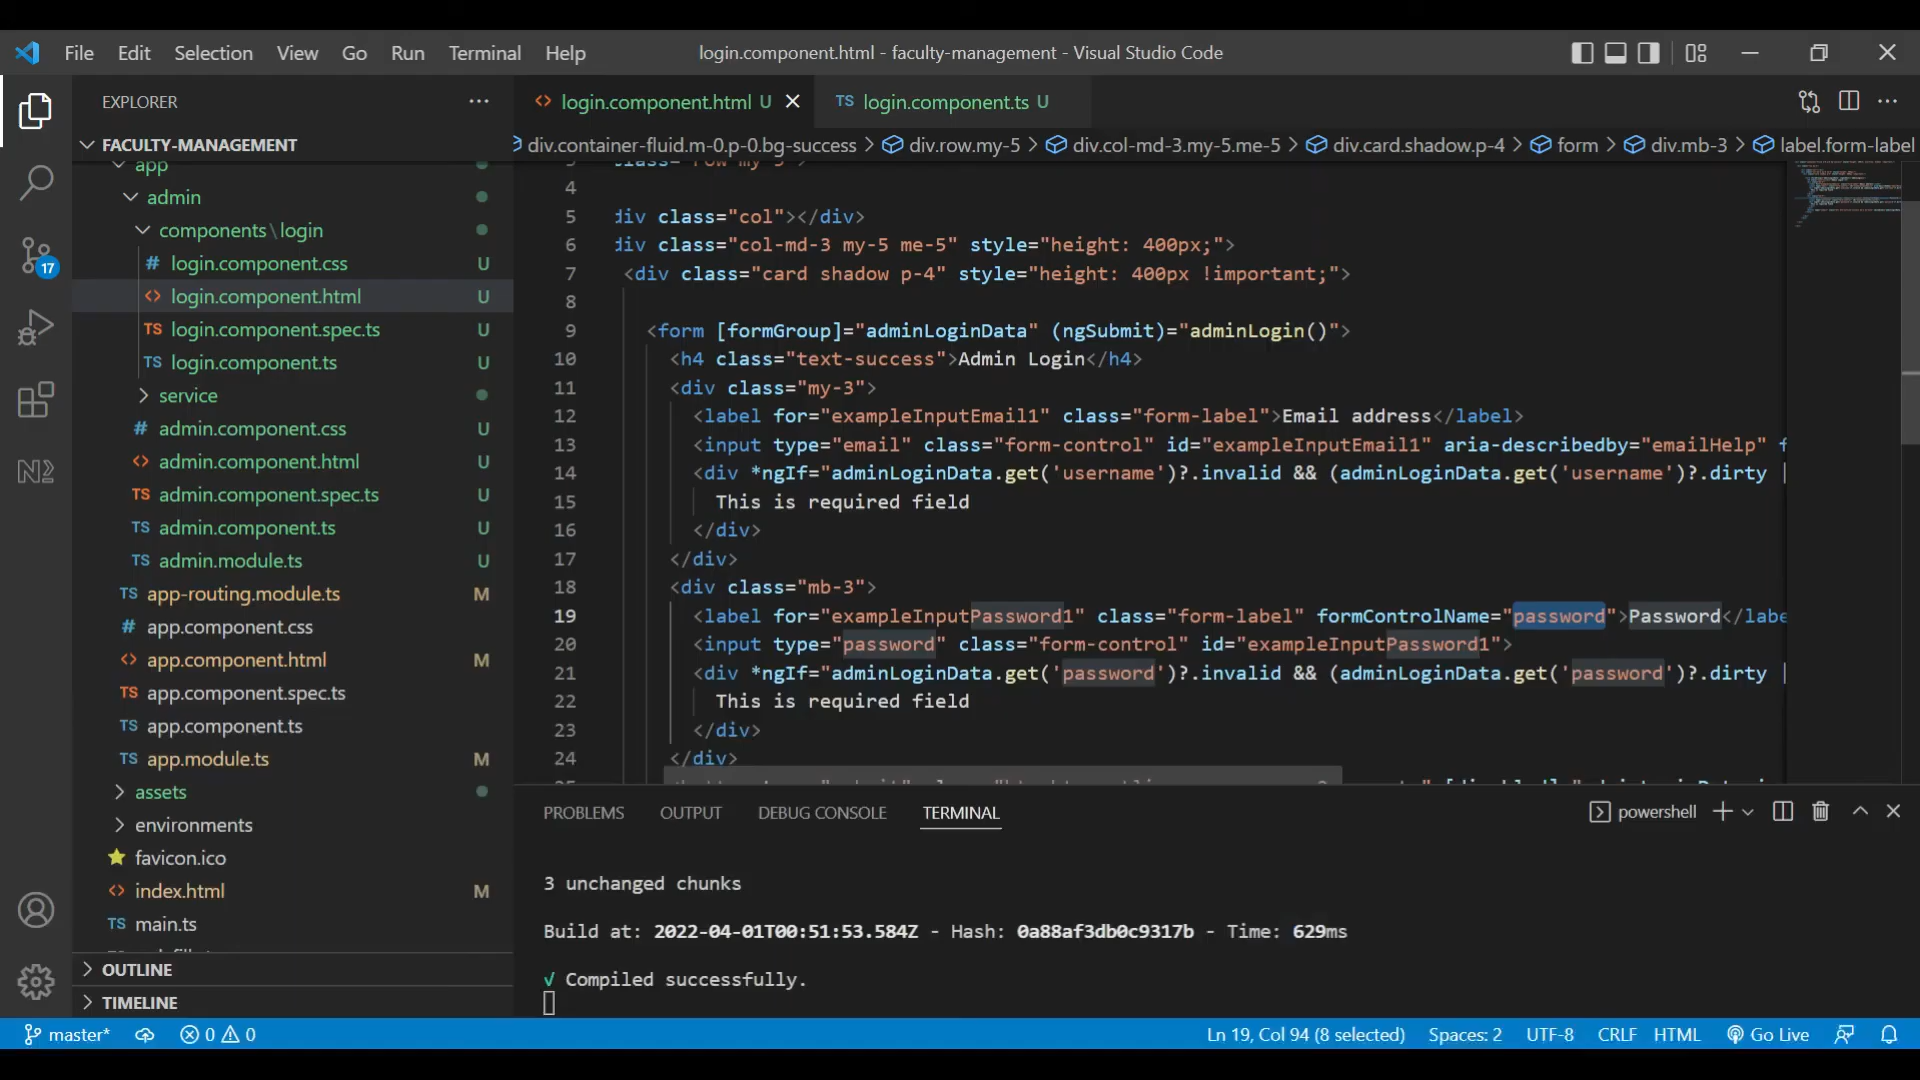 File Edit Selection View Go Run Terminal Help
login.component.html - faculty-management - Visual Studio Code
EXPLORER
FACULTY-MANAGEMENT
app
admin
components\login
# login.component.css U
<> login.component.html U
TS login.component.spec.ts U
TS login.component.ts U
service
# admin.component.css U
<> admin.component.html U
TS admin.component.spec.ts U
TS admin.component.ts U
TS admin.module.ts U
TS app-routing.module.ts M
# app.component.css
<> app.component.html M
TS app.component.spec.ts
TS app.component.ts
TS app.module.ts M
assets
environments
favicon.ico
<> index.html M
TS main.ts
OUTLINE
TIMELINE
17
<> login.component.html U
TS login.component.ts U
div.container-fluid.m-0.p-0.bg-success > div.row.my-5 > div.col-md-3.my-5.me-5 > div.card.shadow.p-4 > form > div.mb-3 > label.form-label
4
5 div class="col"></div>
6 div class="col-md-3 my-5 me-5" style="height: 400px;">
7 <div class="card shadow p-4" style="height: 400px !important;">
8
9 <form [formGroup]="adminLoginData" (ngSubmit)="adminLogin()">
10 <h4 class="text-success">Admin Login</h4>
11 <div class="my-3">
12 <label for="exampleInputEmail1" class="form-label">Email address</label>
13 <input type="email" class="form-control" id="exampleInputEmail1" aria-describedby="emailHelp" f
14 <div *ngIf="adminLoginData.get('username')?.invalid && (adminLoginData.get('username')?.dirty |
15 This is required field
16 </div>
17 </div>
18 <div class="mb-3">
19 <label for="exampleInputPassword1" class="form-label" formControlName="password">Password</labe
20 <input type="password" class="form-control" id="exampleInputPassword1">
21 <div *ngIf="adminLoginData.get('password')?.invalid && (adminLoginData.get('password')?.dirty |
22 This is required field
23 </div>
24 </div>
PROBLEMS OUTPUT DEBUG CONSOLE TERMINAL
powershell
3 unchanged chunks
Build at: 2022-04-01T00:51:53.584Z - Hash: 0a88af3db0c9317b - Time: 629ms
√ Compiled successfully.
master* 0 0
Ln 19, Col 94 (8 selected) Spaces: 2 UTF-8 CRLF HTML Go Live